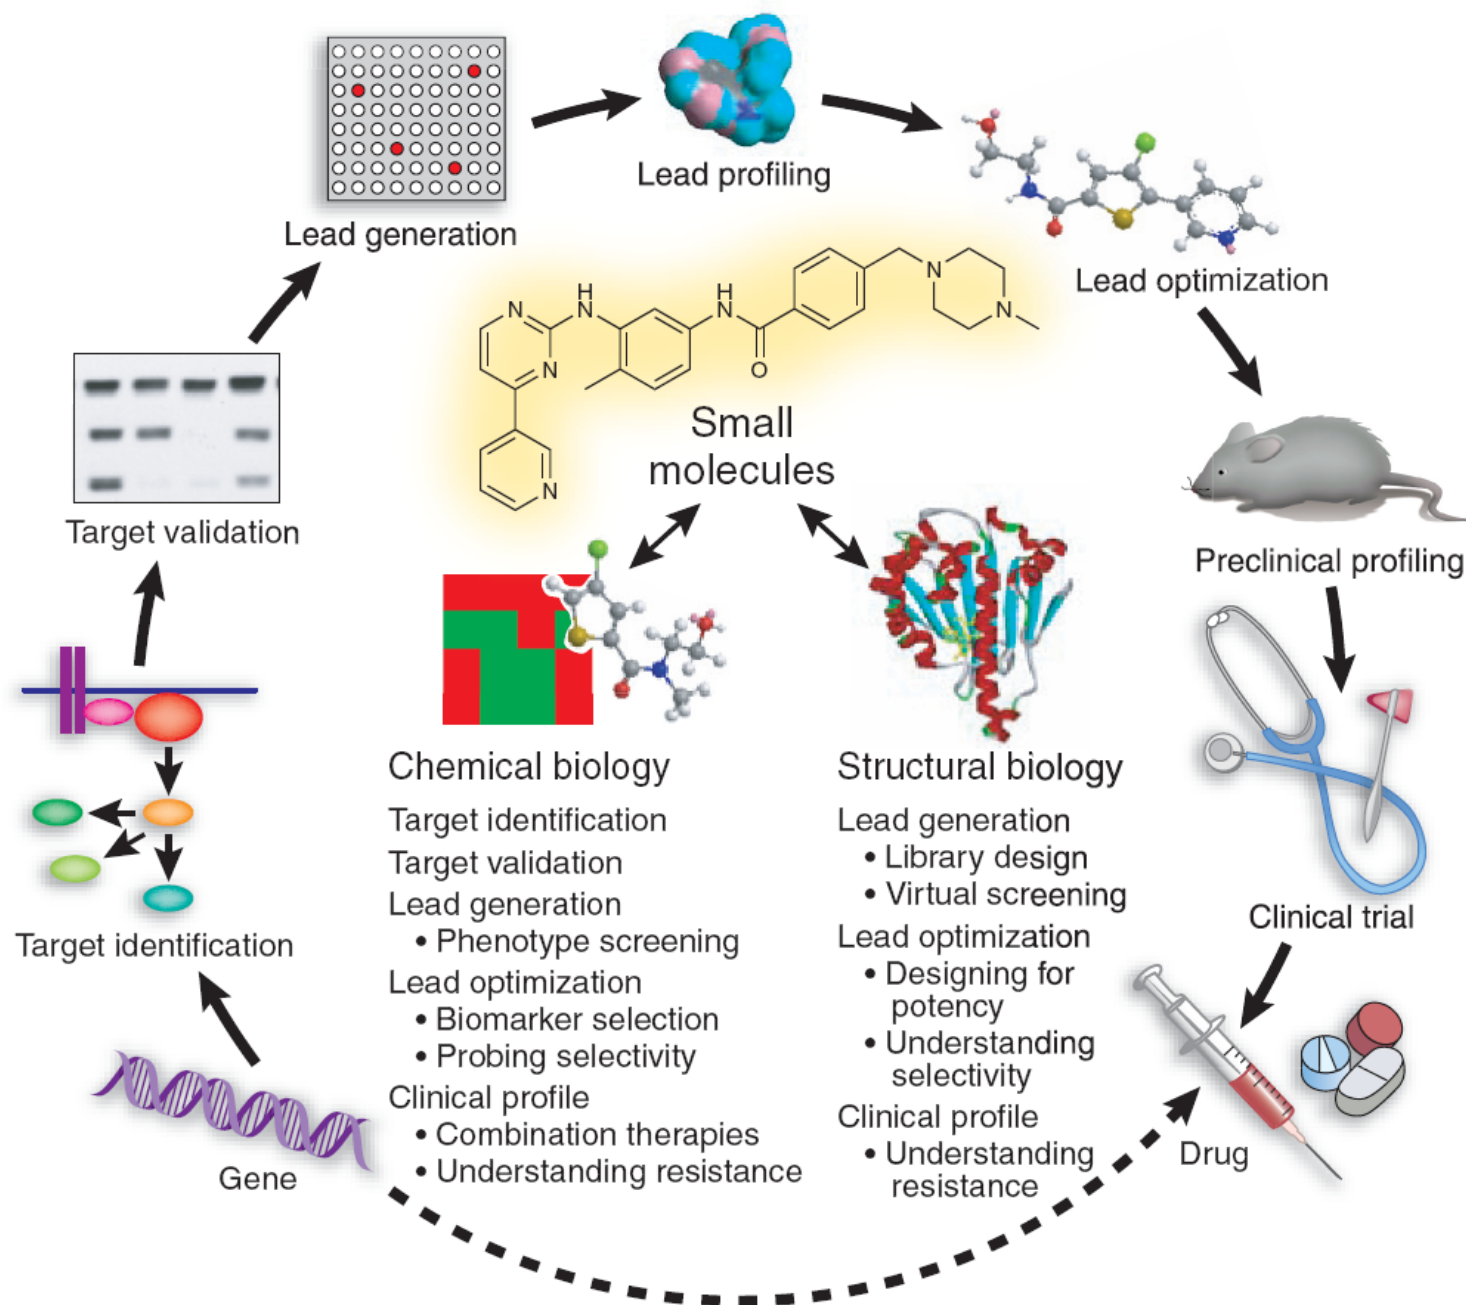 Lead profiling
Lead generation
Lead optimization
N
H
N
N
H
N
O
N
N
N
Small
molecules
Target validation
Preclinical profiling
Chemical biology
Target identification
Target validation
Lead generation
• Phenotype screening
Lead optimization
• Biomarker selection
• Probing selectivity
Clinical profile
• Combination therapies
• Understanding resistance
Structural biology
Lead generation
• Library design
• Virtual screening
Lead optimization
• Designing for
potency
• Understanding
selectivity
Clinical profile
• Understanding
resistance
Target identification
Clinical trial
Gene
Drug